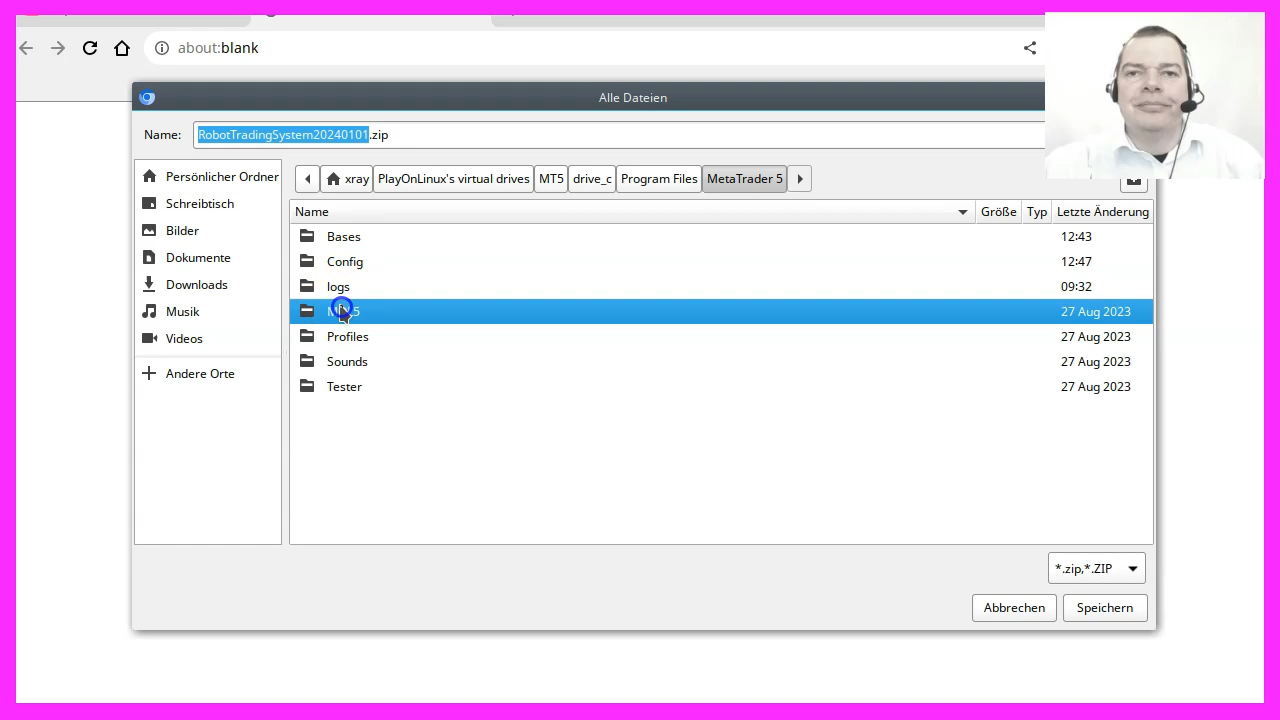 about:blank
Alle Dateien
Name: RobotTradingSystem20240101.zip
xray PlayOnLinux's virtual drives MT5 drive_c Program Files MetaTrader 5
Persönlicher Ordner
Schreibtisch
Bilder
Dokumente
Downloads
Musik
Videos
Andere Orte
Name Größe Typ Letzte Änderung
Bases 12:43
Config 12:47
logs 09:32
27 Aug 2023
Profiles 27 Aug 2023
Sounds 27 Aug 2023
Tester 27 Aug 2023
*.zip,*.ZIP
Abbrechen Speichern